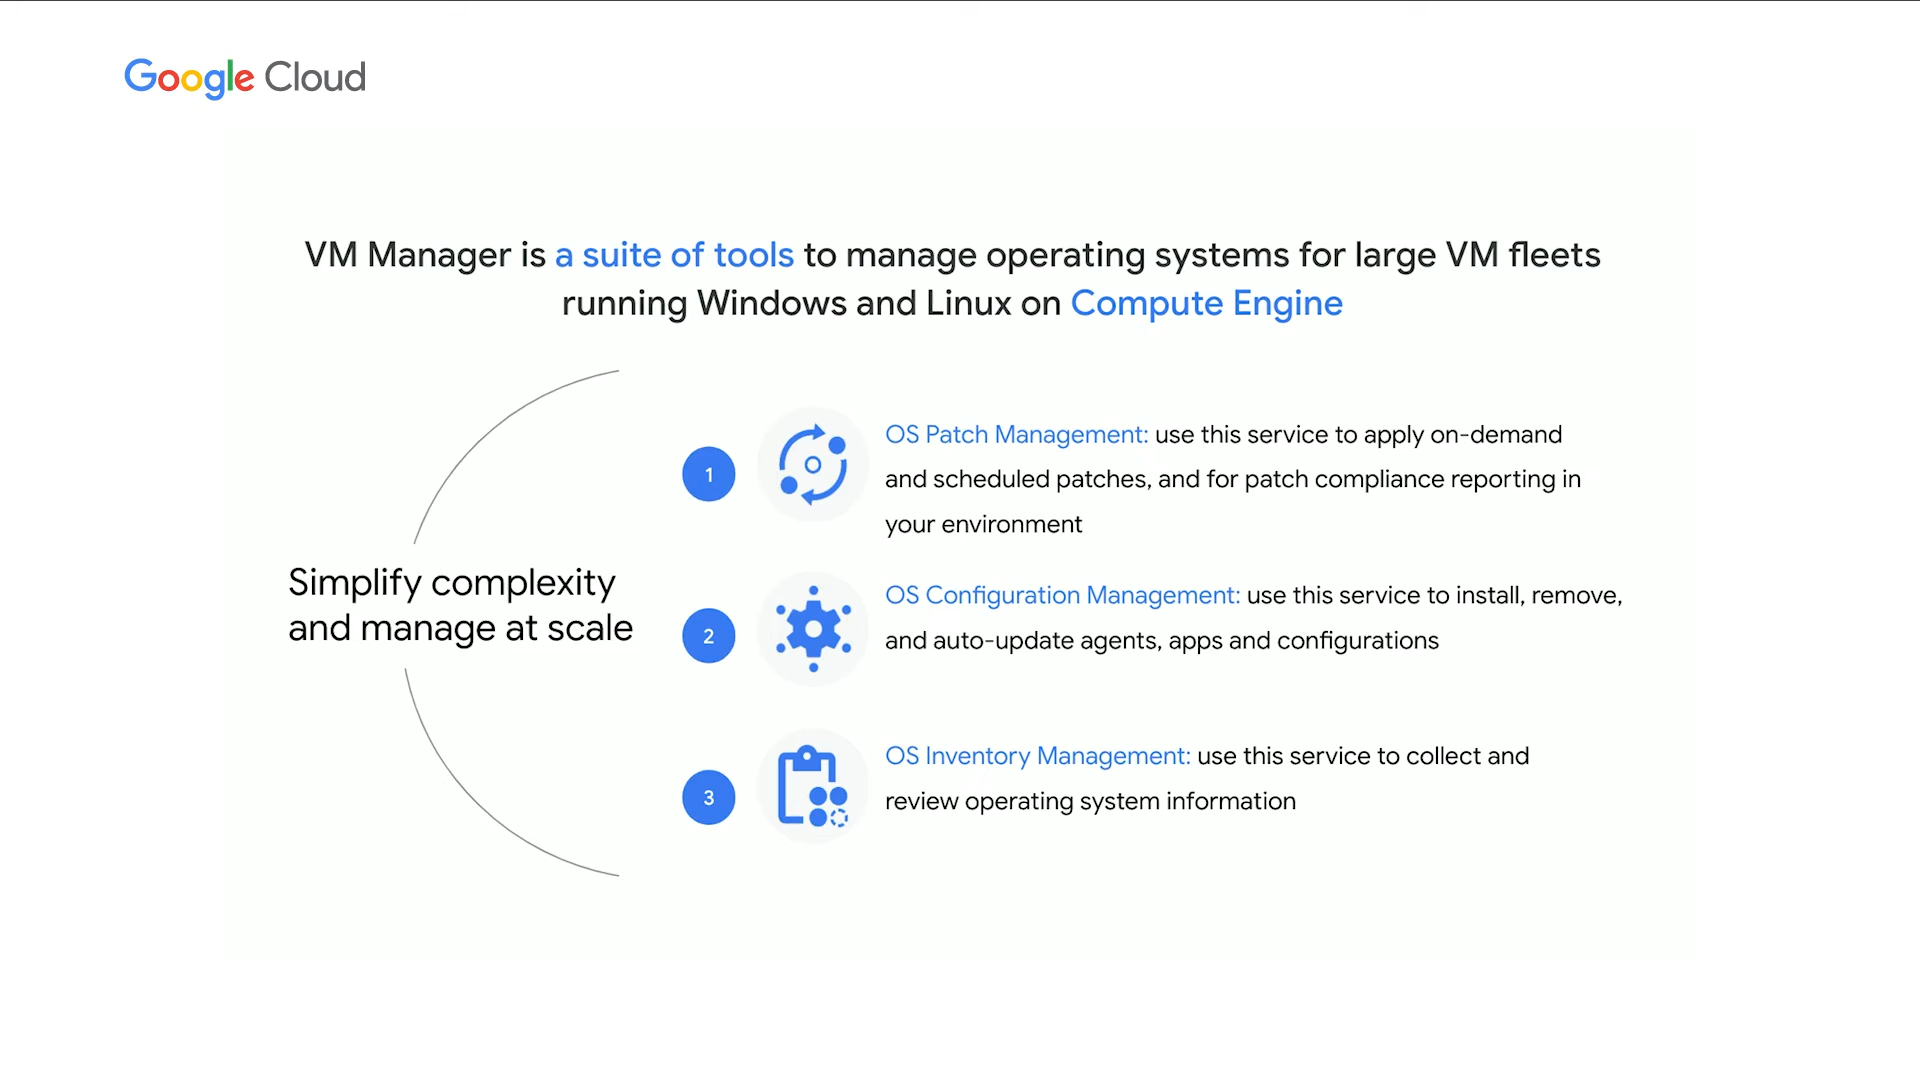 Google Cloud
VM Manager is a suite of tools to manage operating systems for large VM fleets
running Windows and Linux on Compute Engine
Simplify complexity
and manage at scale
1
OS Patch Management: use this service to apply on-demand
and scheduled patches, and for patch compliance reporting in
your environment
2
OS Configuration Management: use this service to install, remove,
and auto-update agents, apps and configurations
3
OS Inventory Management: use this service to collect and
review operating system information